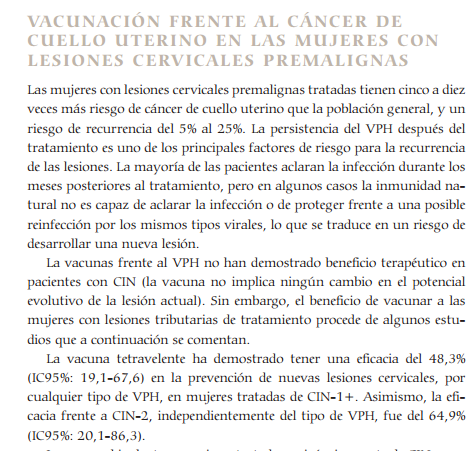 VACUNACIÓN FRENTE AL CÁNCER DE
CUELLO UTERINO EN LAS MUJERES CON
LESIONES CERVICALES PREMALIGNAS
Las mujeres con lesiones cervicales premalignas tratadas tienen cinco a diez
veces más riesgo de cáncer de cuello uterino que la población general, y un
riesgo de recurrencia del 5% al 25%. La persistencia del VPH después del
tratamiento es uno de los principales factores de riesgo para la recurrencia
de las lesiones. La mayoría de las pacientes aclaran la infección durante los
meses posteriores al tratamiento, pero en algunos casos la inmunidad na-
tural no es capaz de aclarar la infección o de proteger frente a una posible
reinfección por los mismos tipos virales, lo que se traduce en un riesgo de
desarrollar una nueva lesión.
La vacunas frente al VPH no han demostrado beneficio terapéutico en
pacientes con CIN (la vacuna no implica ningún cambio en el potencial
evolutivo de la lesión actual). Sin embargo, el beneficio de vacunar a las
mujeres con lesiones tributarias de tratamiento procede de algunos estu-
dios que a continuación se comentan.
La vacuna tetravelente ha demostrado tener una eficacia del 48,3%
(IC95%: 19,1-67,6) en la prevención de nuevas lesiones cervicales, por
cualquier tipo de VPH, en mujeres tratadas de CIN-1+. Asimismo, la efi-
cacia frente a CIN-2, independientemente del tipo de VPH, fue del 64,9%
(IC95%: 20,1-86,3).